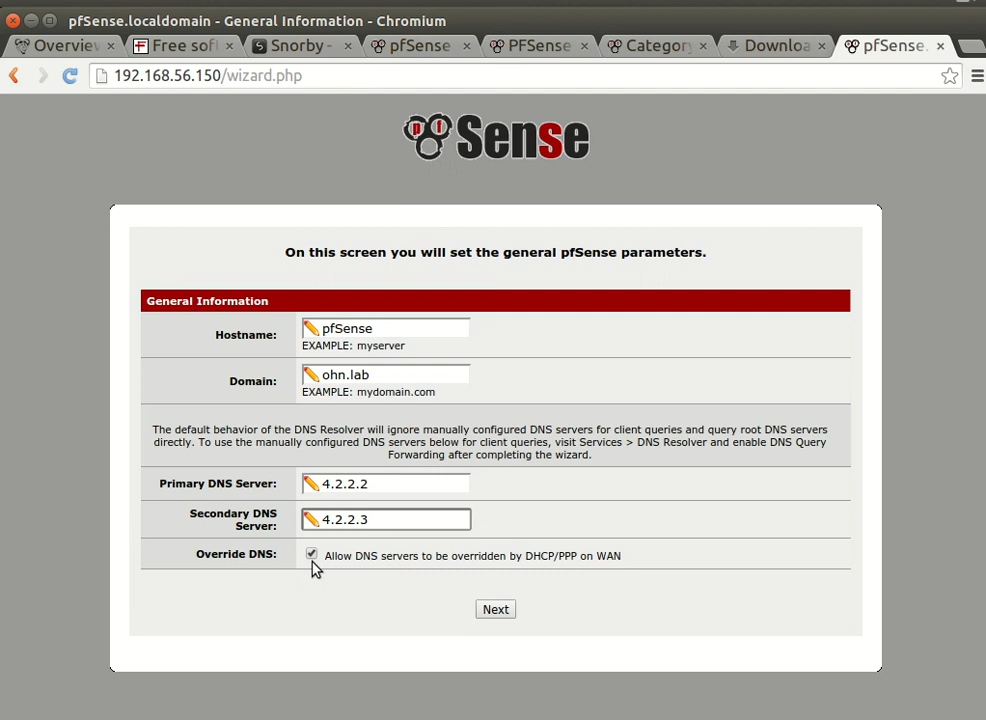 pfSense.localdomain - General Information - Chromium
Overview
Free soft
Snorby -
pfSense
PFSense
Category
Downloa
pfSense.
192.168.56.150/wizard.php
pf Sense
On this screen you will set the general pfSense parameters.
General Information
Hostname: pfSense
EXAMPLE: myserver
Domain: ohn.lab
EXAMPLE: mydomain.com
The default behavior of the DNS Resolver will ignore manually configured DNS servers for client queries and query root DNS servers
directly. To use the manually configured DNS servers below for client queries, visit Services > DNS Resolver and enable DNS Query
Forwarding after completing the wizard.
Primary DNS Server: 4.2.2.2
Secondary DNS
Server: 4.2.2.3
Override DNS: Allow DNS servers to be overridden by DHCP/PPP on WAN
Next